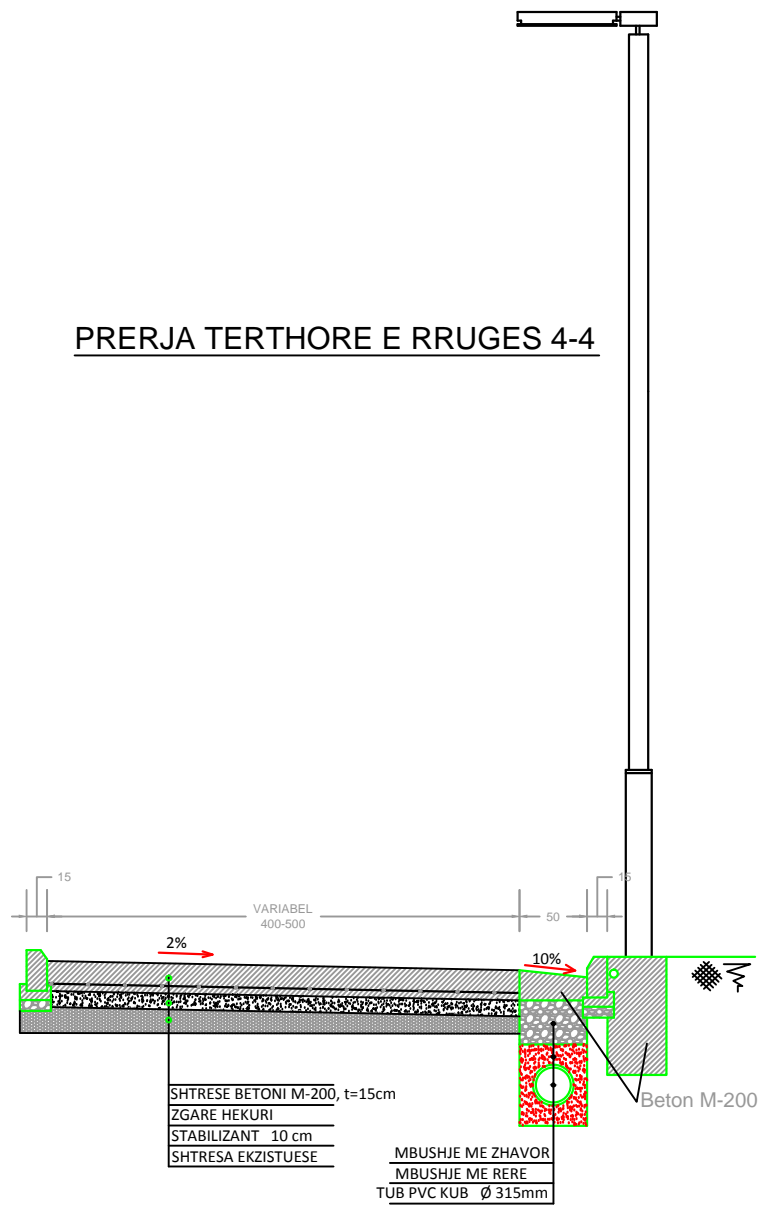 PRERJA TERTHORE E RRUGES 4-4
15
VARIABEL
400-500
50
15
2%
10%
SHTRESE BETONI M-200, t=15cm
ZGARE HEKURI
STABILIZANT 10 cm
SHTRESA EKZISTUESE
Beton M-200
MBUSHJE ME ZHAVOR
MBUSHJE ME RERE
TUB PVC KUB Ø 315mm